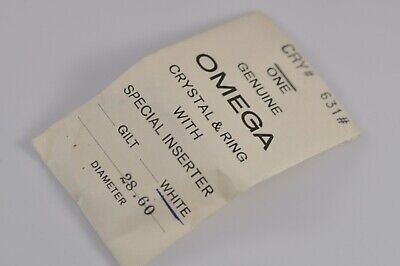 CRY# 631#
ONE
GENUINE
OMEGA
CRYSTAL & RING
WITH
SPECIAL INSERTER
GILT WHITE
28.60
DIAMETER